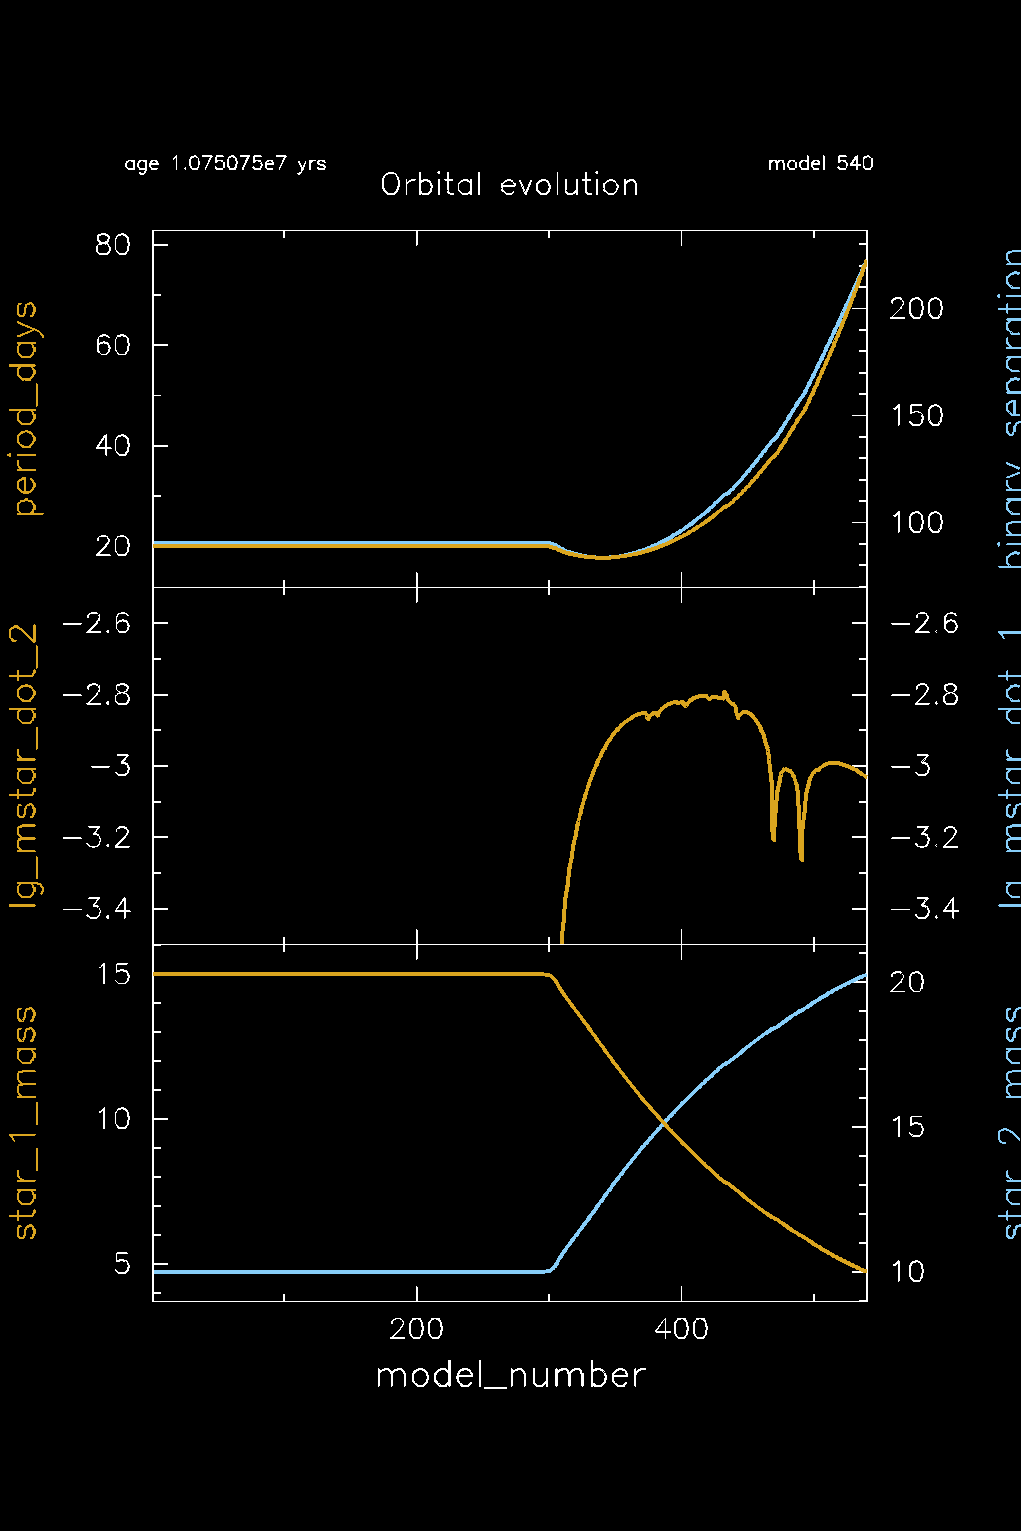 age 1.075075e7 yrs
model 540
Orbital evolution
period_days
80
60
40
20
200
150
100
binary_separation
lg_mstar_dot_2
−2.6
−2.8
−3
−3.2
−3.4
−2.6
−2.8
−3
−3.2
−3.4
lg_mstar_dot_1
star_1_mass
15
10
5
20
15
10
star_2_mass
200
400
model_number